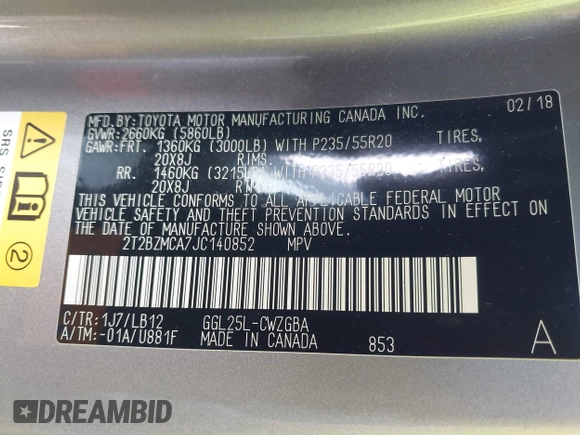 MFD.BY:TOYOTA MOTOR MANUFACTURING CANADA INC. 02/18
GVWR:2660KG (5860LB)
GAWR:FRT. 1360KG (3000LB) WITH P235/55R20 TIRES,
20X8J RIMS.
RR. 1460KG (3215LB) WITH P235/55R20 TIRES,
20X8J RIMS
THIS VEHICLE CONFORMS TO ALL APPLICABLE FEDERAL MOTOR
VEHICLE SAFETY AND THEFT PREVENTION STANDARDS IN EFFECT ON
THE DATE OF MANUFACTURE SHOWN ABOVE.
2T2BZMCA7JC140852 MPV
C/TR:1J7/LB12 GGL25L-CWZGBA
A/TM:-01A/U881F MADE IN CANADA 853 A
SRS
2
DREAMBID